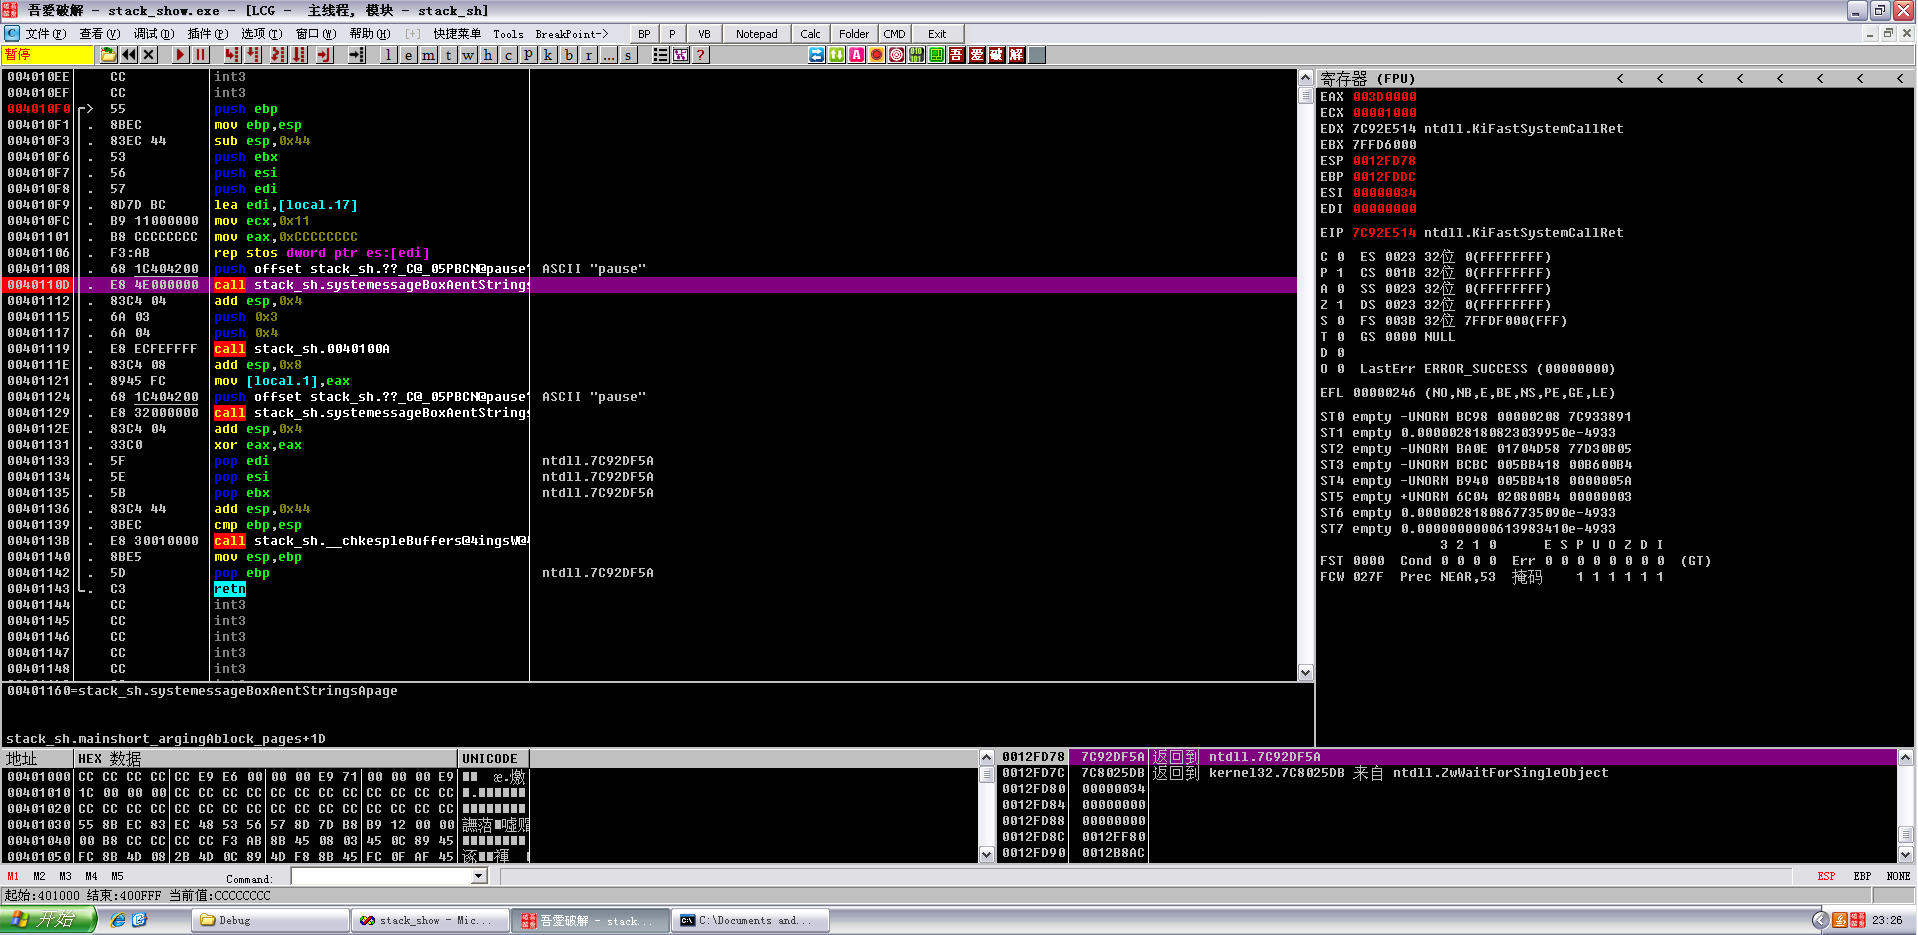 吾爱破解 - stack_show.exe - [LCG -  主线程, 模块 - stack_sh]
文件(F) 查看(V) 调试(D) 插件(P) 选项(T) 窗口(W) 帮助(H) [+] 快捷菜单 Tools BreakPoint-> BP P VB Notepad Calc Folder CMD Exit
暂停 l e m t w h c p k b r ... s ? 吾 爱 破 解
004010EE CC int3
004010EF CC int3
004010F0 55 push ebp
004010F1 . 8BEC mov ebp,esp
004010F3 . 83EC 44 sub esp,0x44
004010F6 . 53 push ebx
004010F7 . 56 push esi
004010F8 . 57 push edi
004010F9 . 8D7D BC lea edi,[local.17]
004010FC . B9 11000000 mov ecx,0x11
00401101 . B8 CCCCCCCC mov eax,0xCCCCCCCC
00401106 . F3:AB rep stos dword ptr es:[edi]
00401108 . 68 1C404200 push offset stack_sh.??_C@_05PBCN@pause ASCII "pause"
0040110D . E8 4E000000 call stack_sh.systemessageBoxAentStrings
00401112 . 83C4 04 add esp,0x4
00401115 . 6A 03 push 0x3
00401117 . 6A 04 push 0x4
00401119 . E8 ECFEFFFF call stack_sh.0040100A
0040111E . 83C4 08 add esp,0x8
00401121 . 8945 FC mov [local.1],eax
00401124 . 68 1C404200 push offset stack_sh.??_C@_05PBCN@pause ASCII "pause"
00401129 . E8 32000000 call stack_sh.systemessageBoxAentStrings
0040112E . 83C4 04 add esp,0x4
00401131 . 33C0 xor eax,eax
00401133 . 5F pop edi ntdll.7C92DF5A
00401134 . 5E pop esi ntdll.7C92DF5A
00401135 . 5B pop ebx ntdll.7C92DF5A
00401136 . 83C4 44 add esp,0x44
00401139 . 3BEC cmp ebp,esp
0040113B . E8 30010000 call stack_sh.__chkespleBuffers@4ingsW@4
00401140 . 8BE5 mov esp,ebp
00401142 . 5D pop ebp ntdll.7C92DF5A
00401143 . C3 retn
00401144 CC int3
00401145 CC int3
00401146 CC int3
00401147 CC int3
00401148 CC int3
00401160=stack_sh.systemessageBoxAentStringsApage
stack_sh.mainshort_argingAblock_pages+1D
寄存器 (FPU) < < < < < < < <
EAX 003D0000
ECX 00001000
EDX 7C92E514 ntdll.KiFastSystemCallRet
EBX 7FFD6000
ESP 0012FD78
EBP 0012FDDC
ESI 00000034
EDI 00000000
EIP 7C92E514 ntdll.KiFastSystemCallRet
C 0 ES 0023 32位 0(FFFFFFFF)
P 1 CS 001B 32位 0(FFFFFFFF)
A 0 SS 0023 32位 0(FFFFFFFF)
Z 1 DS 0023 32位 0(FFFFFFFF)
S 0 FS 003B 32位 7FFDF000(FFF)
T 0 GS 0000 NULL
D 0
O 0 LastErr ERROR_SUCCESS (00000000)
EFL 00000246 (NO,NB,E,BE,NS,PE,GE,LE)
ST0 empty -UNORM BC98 00000208 7C933891
ST1 empty 0.0000028180823039950e-4933
ST2 empty -UNORM BA0E 01704D58 77D30B05
ST3 empty -UNORM BCBC 005BB418 00B600B4
ST4 empty -UNORM B940 005BB418 0000005A
ST5 empty +UNORM 6C04 020800B4 00000003
ST6 empty 0.0000028180867735090e-4933
ST7 empty 0.0000000000613983410e-4933
3 2 1 0 E S P U O Z D I
FST 0000 Cond 0 0 0 0 Err 0 0 0 0 0 0 0 0 (GT)
FCW 027F Prec NEAR,53 掩码 1 1 1 1 1 1
地址 HEX 数据 UNICODE
00401000 CC CC CC CC CC E9 E6 00 00 00 E9 71 00 00 00 E9
00401010 1C 00 00 00 CC CC CC CC CC CC CC CC CC CC CC CC
00401020 CC CC CC CC CC CC CC CC CC CC CC CC CC CC CC CC
00401030 55 8B EC 83 EC 48 53 56 57 8D 7D B8 B9 12 00 00
00401040 00 B8 CC CC CC CC F3 AB 8B 45 08 03 45 0C 89 45
00401050 FC 8B 4D 08 2B 4D 0C 89 4D F8 8B 45 FC 0F AF 45
0012FD78 7C92DF5A 返回到 ntdll.7C92DF5A
0012FD7C 7C8025DB 返回到 kernel32.7C8025DB 来自 ntdll.ZwWaitForSingleObject
0012FD80 00000034
0012FD84 00000000
0012FD88 00000000
0012FD8C 0012FF80
0012FD90 0012B8AC
M1 M2 M3 M4 M5 Command: ESP EBP NONE
起始:401000 结束:400FFF 当前值:CCCCCCCC
开始 Debug stack_show - Mic... 吾爱破解 - stack... C:\Documents and... 23:26